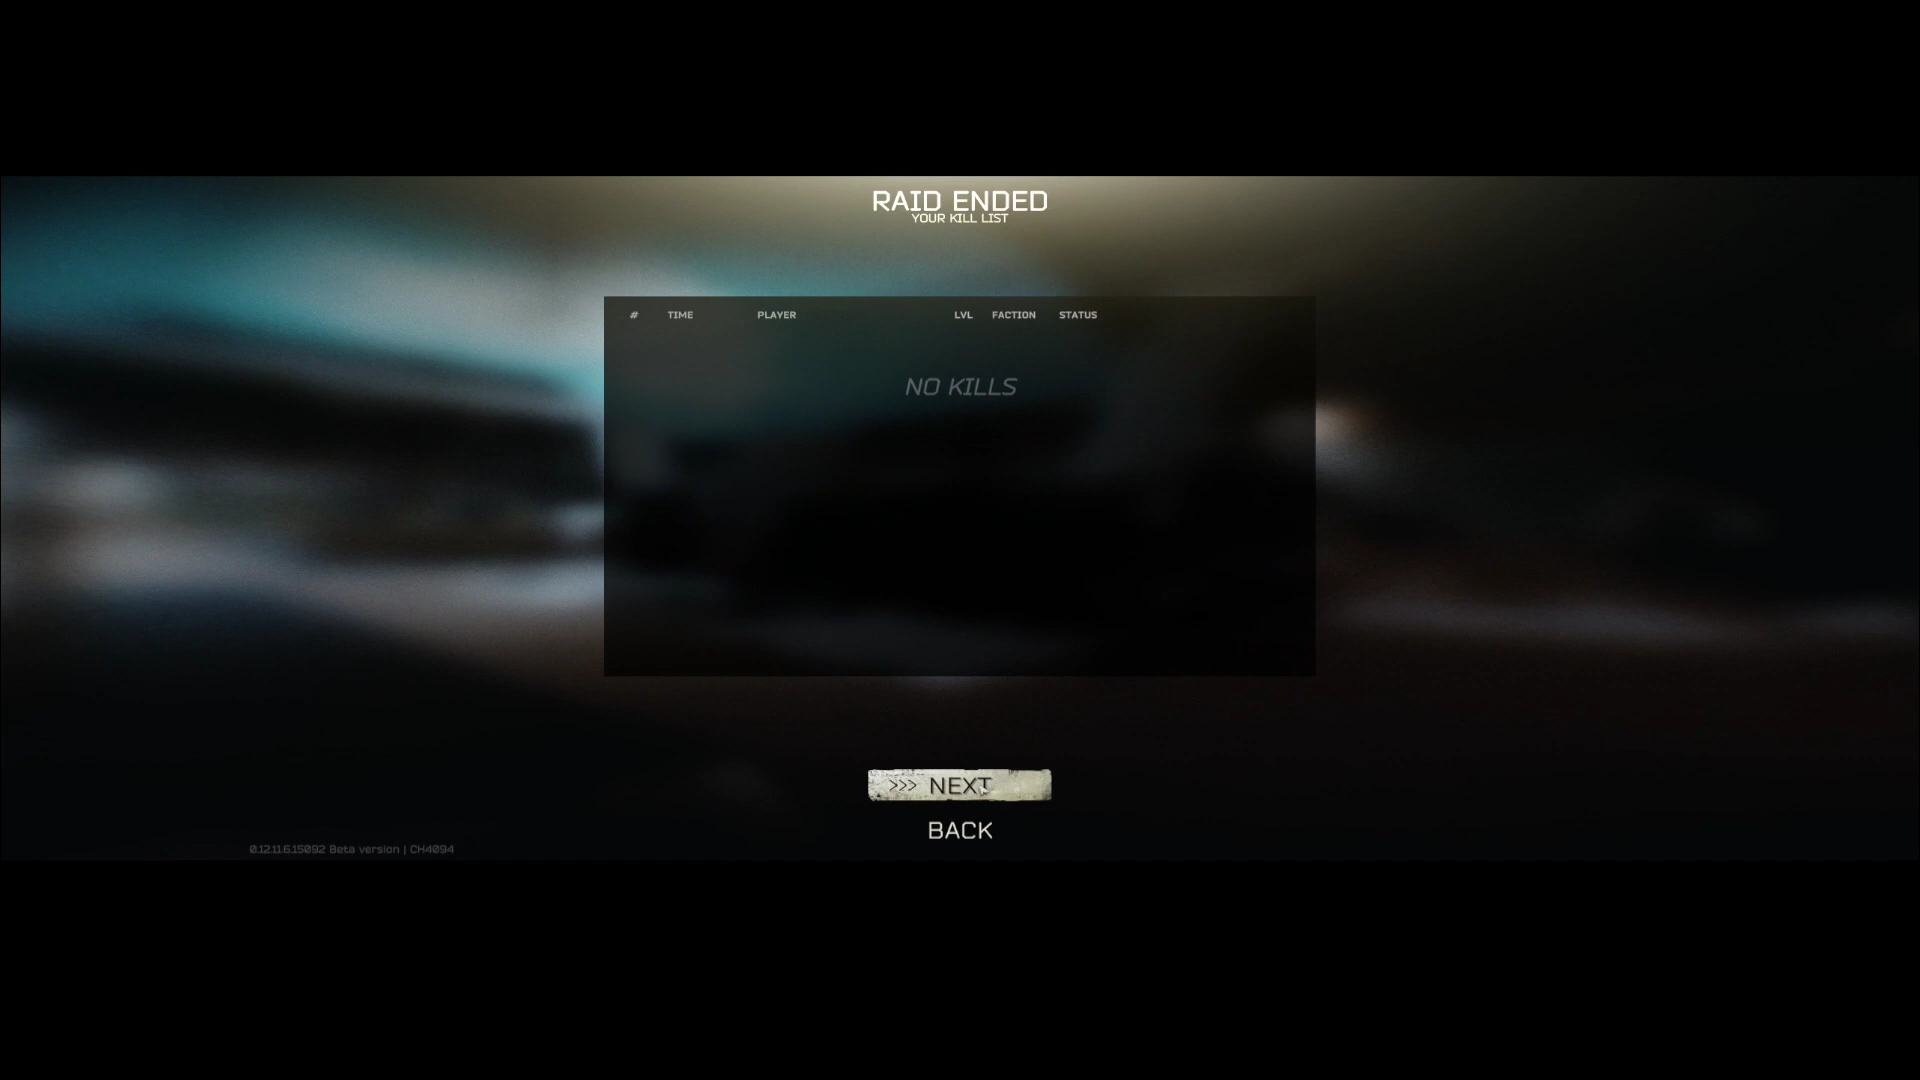 RAID ENDED
YOUR KILL LIST
# TIME PLAYER LVL FACTION STATUS
NO KILLS
>>> NEXT
BACK
0.12.11.6.15092 Beta version | CH4094